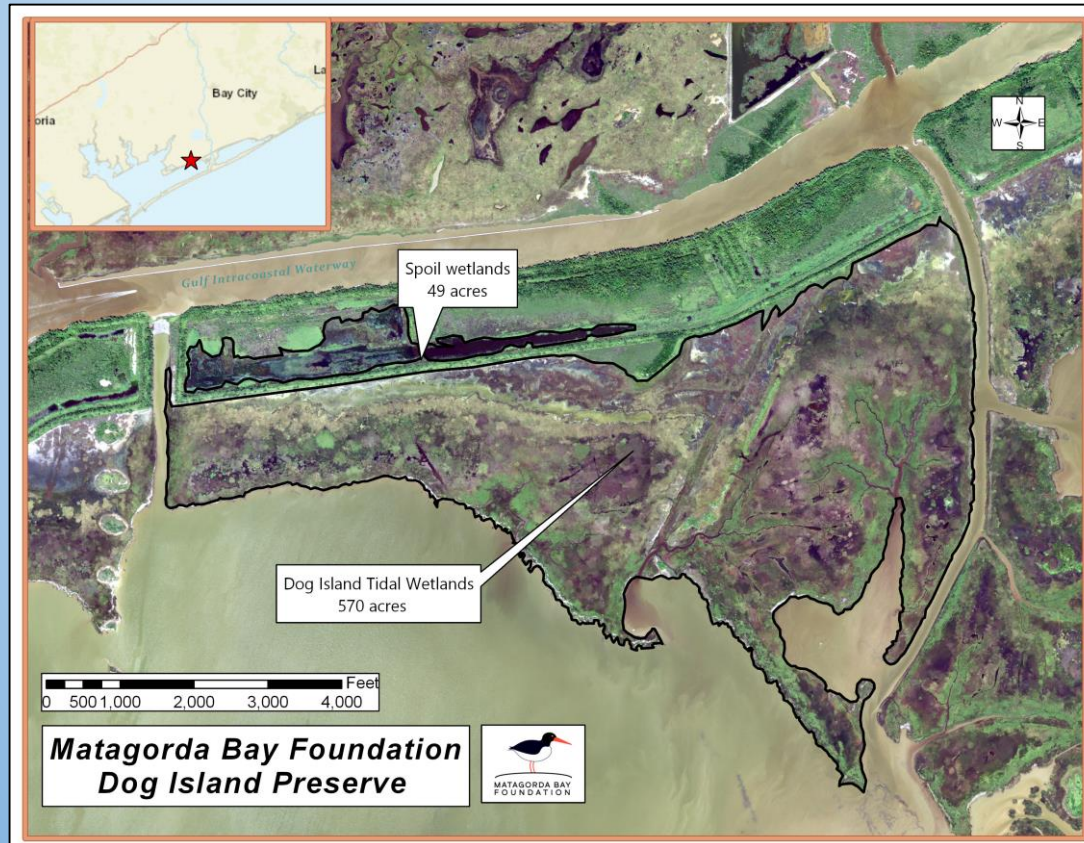 Bay City
La
oria
N
W E
S
Gulf Intracoastal Waterway
Spoil wetlands
49 acres
Dog Island Tidal Wetlands
570 acres
Feet
0 500 1,000 2,000 3,000 4,000
Matagorda Bay Foundation
Dog Island Preserve
MATAGORDA BAY
FOUNDATION